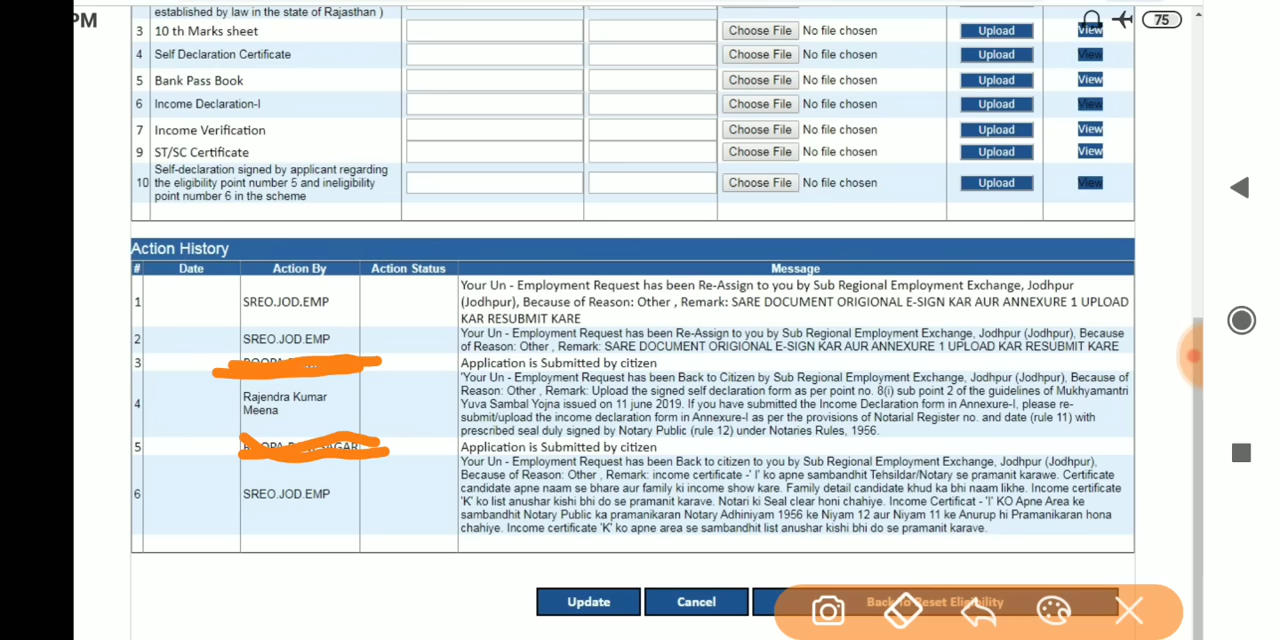 PM
75
established by law in the state of Rajasthan )
3 10 th Marks sheet Choose File No file chosen Upload View
4 Self Declaration Certificate Choose File No file chosen Upload View
5 Bank Pass Book Choose File No file chosen Upload View
6 Income Declaration-I Choose File No file chosen Upload View
7 Income Verification Choose File No file chosen Upload View
9 ST/SC Certificate Choose File No file chosen Upload View
Self-declaration signed by applicant regarding
10 the eligibility point number 5 and ineligibility Choose File No file chosen Upload View
point number 6 in the scheme
Action History
# Date Action By Action Status Message
Your Un - Employment Request has been Re-Assign to you by Sub Regional Employment Exchange, Jodhpur
1 SREO.JOD.EMP (Jodhpur), Because of Reason: Other , Remark: SARE DOCUMENT ORIGIONAL E-SIGN KAR AUR ANNEXURE 1 UPLOAD
KAR RESUBMIT KARE
2 SREO.JOD.EMP Your Un - Employment Request has been Re-Assign to you by Sub Regional Employment Exchange, Jodhpur (Jodhpur), Because
of Reason: Other , Remark: SARE DOCUMENT ORIGIONAL E-SIGN KAR AUR ANNEXURE 1 UPLOAD KAR RESUBMIT KARE
3 Application is Submitted by citizen
'Your Un - Employment Request has been Back to Citizen by Sub Regional Employment Exchange, Jodhpur (Jodhpur), Because of
Reason: Other , Remark: Upload the signed self declaration form as per point no. 8(i) sub point 2 of the guidelines of Mukhyamantri
4 Rajendra Kumar Yuva Sambal Yojna issued on 11 june 2019. If you have submitted the Income Declaration form in Annexure-I, please re-
Meena submit/upload the income declaration form in Annexure-I as per the provisions of Notarial Register no. and date (rule 11) with
prescribed seal duly signed by Notary Public (rule 12) under Notaries Rules, 1956.
5 Application is Submitted by citizen
Your Un - Employment Request has been Back to citizen to you by Sub Regional Employment Exchange, Jodhpur (Jodhpur),
Because of Reason: Other , Remark: income certificate -' I' ko apne sambandhit Tehsildar/Notary se pramanit karavae. Certificate
candidate apne naam se bhare aur family ki income show kare. Family detail candidate khud ka bhi naam likhe. Income certificate
6 SREO.JOD.EMP 'K' ko list anushar kishi bhi do se pramanit karave. Notari ki Seal clear honi chahiye. Income Certificat - 'I' KO Apne Area ke
sambandhit Notary Public ka pramanikaran Notary Adhiniyam 1956 ke Niyam 12 aur Niyam 11 ke Anurup hi Pramanikaran hona
chahiye. Income certificate 'K' ko apne area se sambandhit list anushar kishi bhi do se pramanit karave.
Update Cancel Back To Reset Eligibility